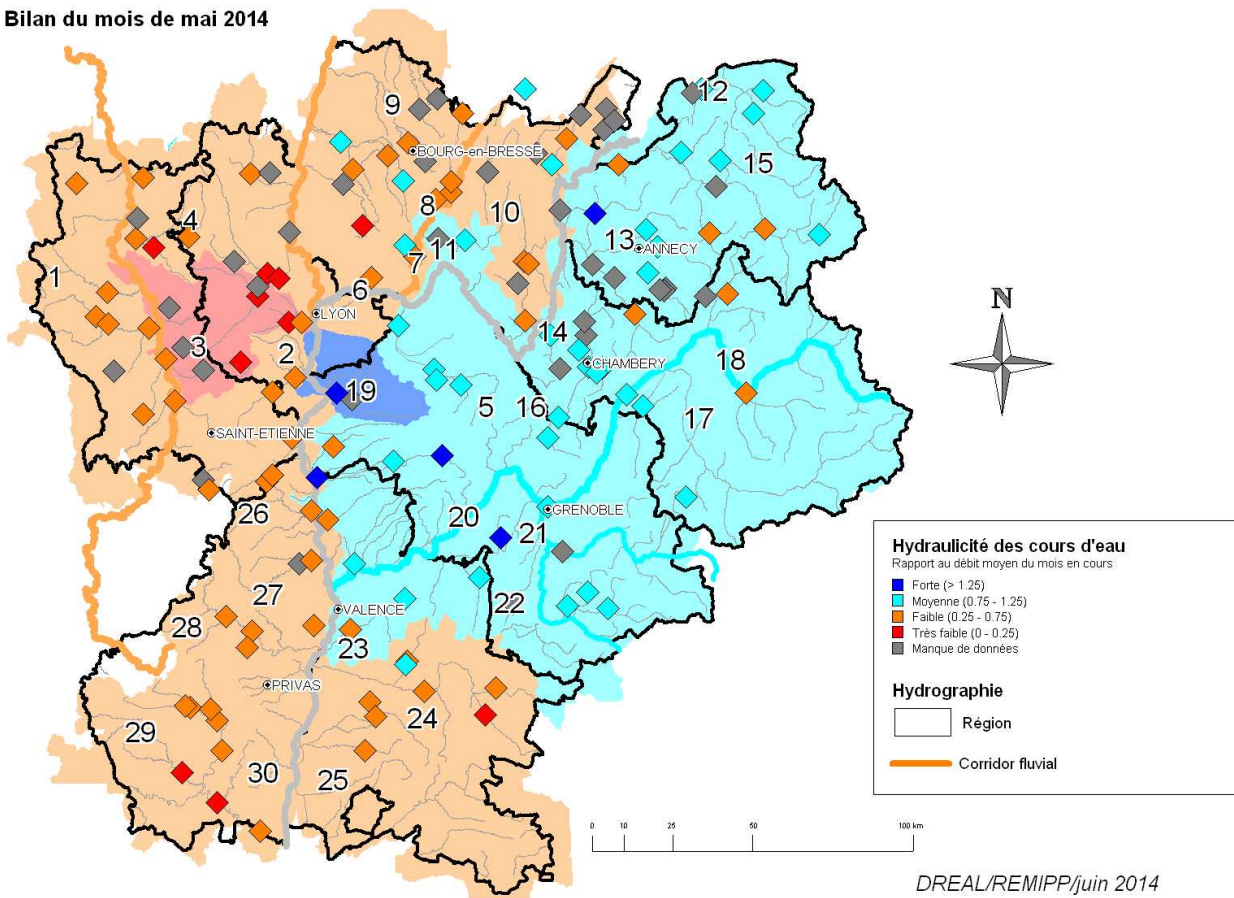 Bilan du mois de mai 2014
12
9
BOURG-en-BRESSE
15
8
10
4
11
13
ANNECY
7
1
6
LYON
14
3
2
CHAMBERY
18
19
5
16
17
SAINT-ETIENNE
N
26
20
21
GRENOBLE
27
22
VALENCE
28
23
PRIVAS
24
29
30
25
Hydraulicité des cours d'eau
Rapport au débit moyen du mois en cours
Forte (> 1.25)
Moyenne (0.75 - 1.25)
Faible (0.25 - 0.75)
Très faible (0 - 0.25)
Manque de données
Hydrographie
Région
Corridor fluvial
0 10 25 50 100 km
DREAL/REMIPP/juin 2014